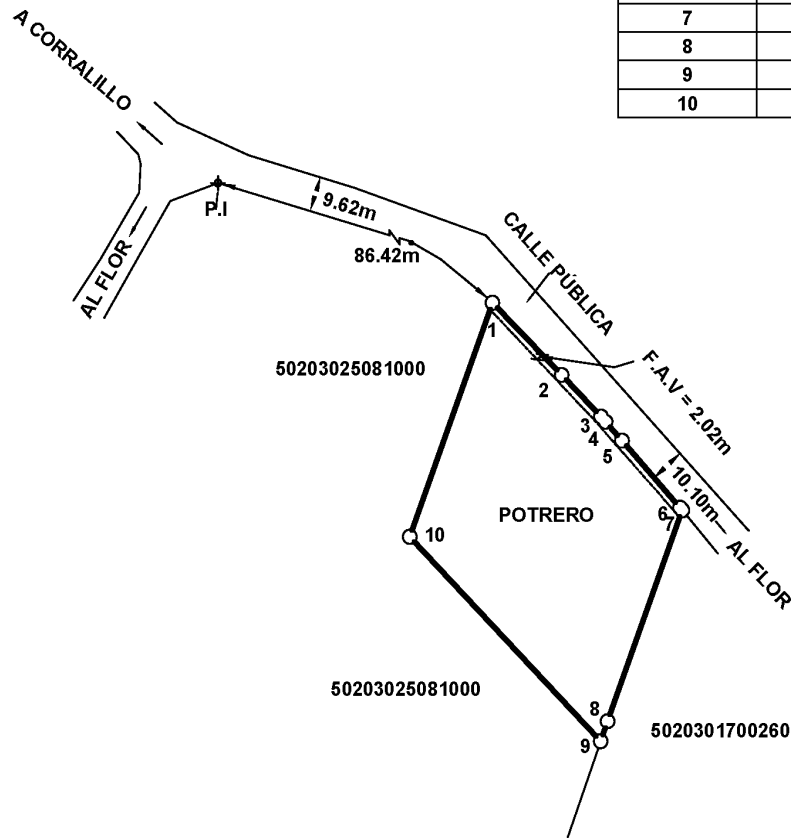 7
8
9
10
A CORRALILLO
P.I
9.62m
86.42m
AL FLOR
CALLE PÚBLICA
1
50203025081000
2
F.A.V = 2.02m
3
4
5
10.10m
6
7
POTRERO
AL FLOR
10
50203025081000
8
5020301700260
9